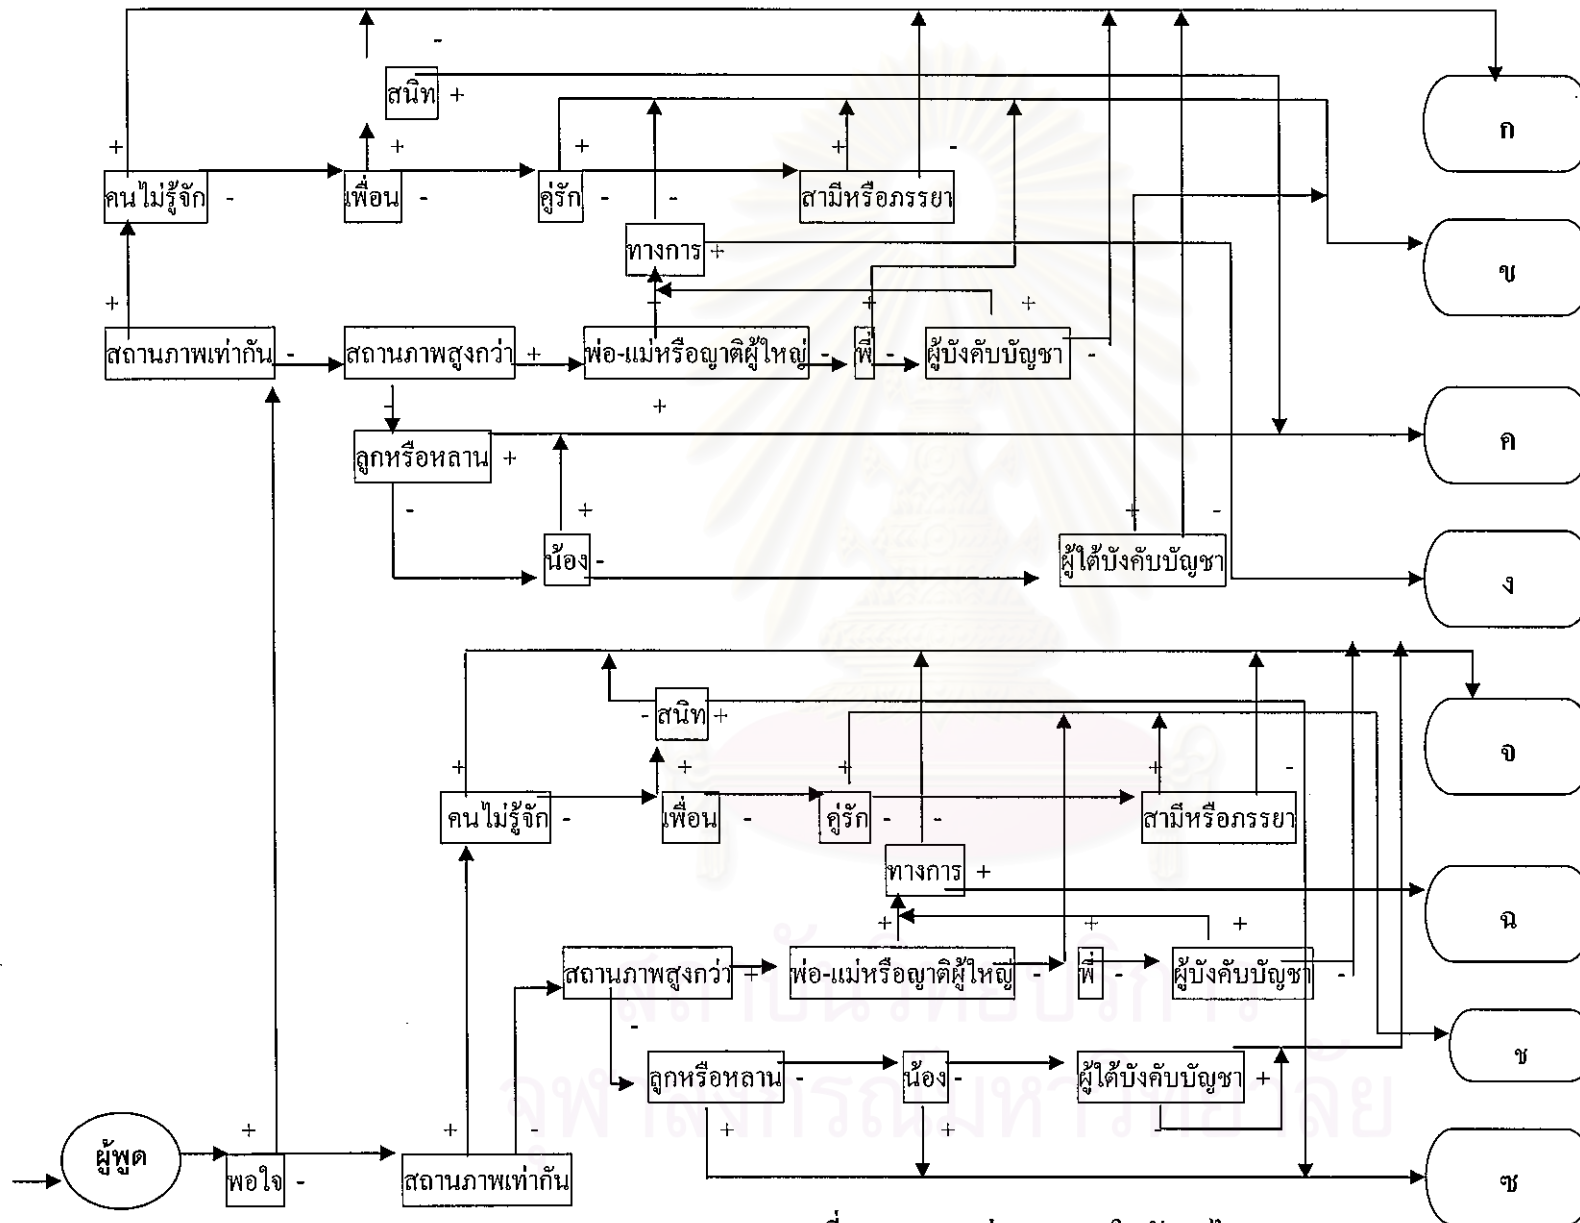 -
สนิท +
ก
+ + + + -
คนไม่รู้จัก - เพื่อน - คู่รัก - - สามีหรือภรรยา
ทางการ +
ข
+ + + +
สถานภาพเท่ากัน - สถานภาพสูงกว่า + พ่อ-แม่หรือญาติผู้ใหญ่ - พี่ - ผู้บังคับบัญชา -
- +
ลูกหรือหลาน +
ค
- + + -
น้อง - ผู้ใต้บังคับบัญชา
ง
- สนิท +
จ
+ + + + -
คนไม่รู้จัก - เพื่อน - คู่รัก - - สามีหรือภรรยา
ทางการ +
ฉ
+ + +
สถานภาพสูงกว่า + พ่อ-แม่หรือญาติผู้ใหญ่ - พี่ - ผู้บังคับบัญชา -
-
ช
ลูกหรือหลาน - น้อง - ผู้ใต้บังคับบัญชา +
+ + - + + -
ผู้พูด
พอใจ - สถานภาพเท่ากัน
ซ